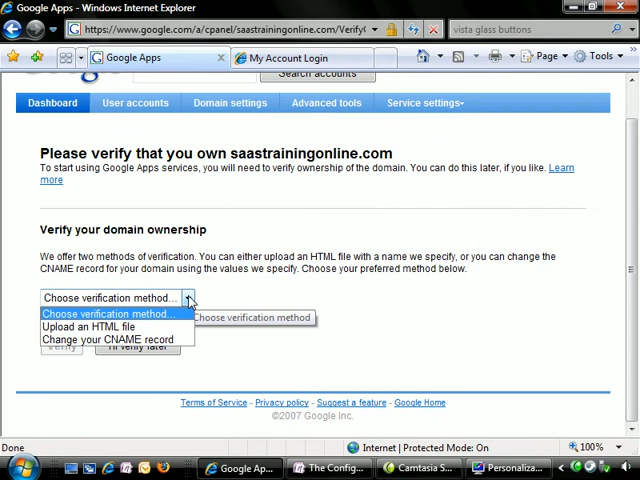 Google Apps - Windows Internet Explorer
https://www.google.com/a/cpanel/saastrainingonline.com/VerifyO
vista glass buttons
Google Apps
My Account Login
Page
Tools
Search accounts
Dashboard
User accounts
Domain settings
Advanced tools
Service settings
Please verify that you own saastrainingonline.com
To start using Google Apps services, you will need to verify ownership of the domain. You can do this later, if you like. Learn
more
Verify your domain ownership
We offer two methods of verification. You can either upload an HTML file with a name we specify, or you can change the
CNAME record for your domain using the values we specify. Choose your preferred method below.
Choose verification method...
Choose verification method...
Choose verification method
Upload an HTML file
Change your CNAME record
Verify
I'll verify later
Terms of Service - Privacy policy - Suggest a feature - Google Home
©2007 Google Inc.
Done
Internet | Protected Mode: On
100%
Google Ap...
The Config...
Camtasia S...
Personaliza...